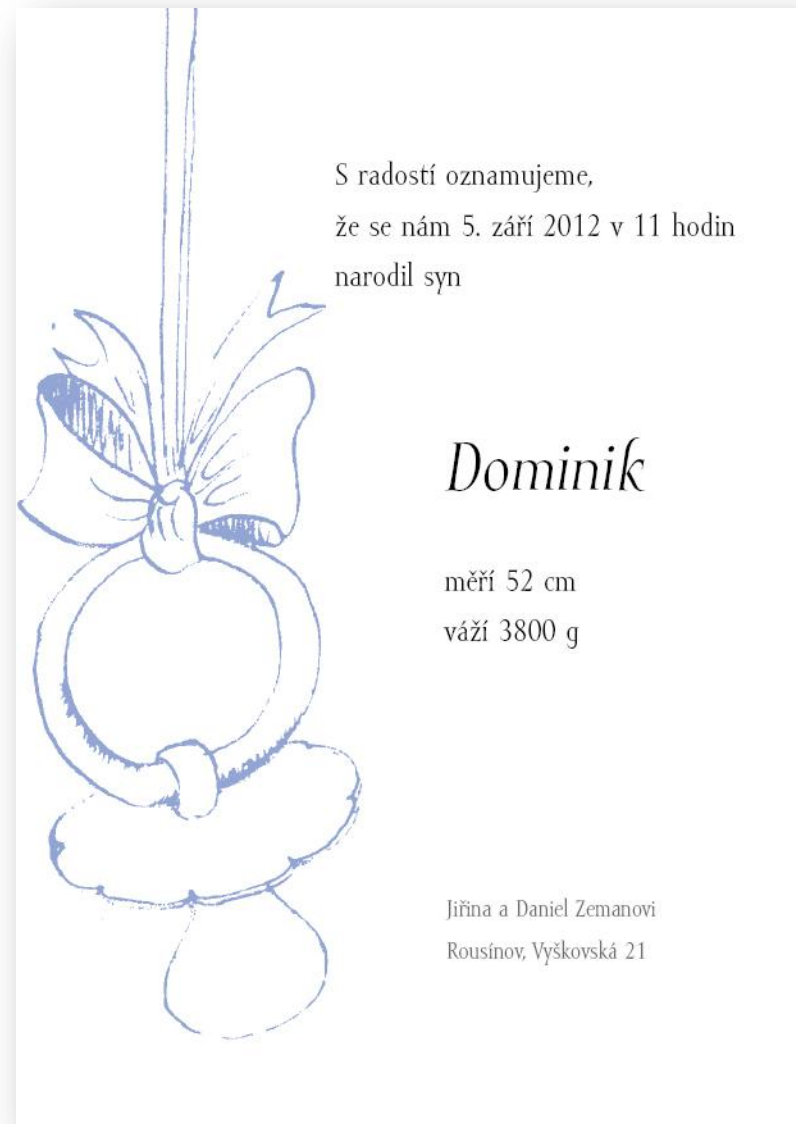 S radostí oznamujeme,
že se nám 5. září 2012 v 11 hodin
narodil syn
Dominik
měří 52 cm
váží 3800 g
Jiřina a Daniel Zemanovi
Rousínov, Vyškovská 21